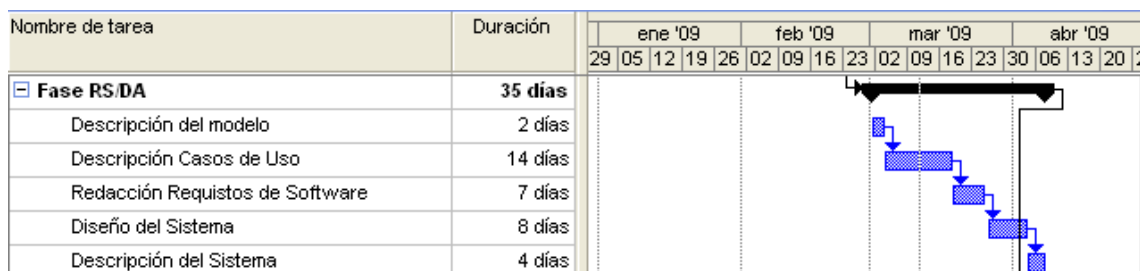 Nombre de tarea Duración ene '09 feb '09 mar '09 abr '09
29 05 12 19 26 02 09 16 23 02 09 16 23 30 06 13 20
Fase RS/DA 35 días
Descripción del modelo 2 días
Descripción Casos de Uso 14 días
Redacción Requistos de Software 7 días
Diseño del Sistema 8 días
Descripción del Sistema 4 días